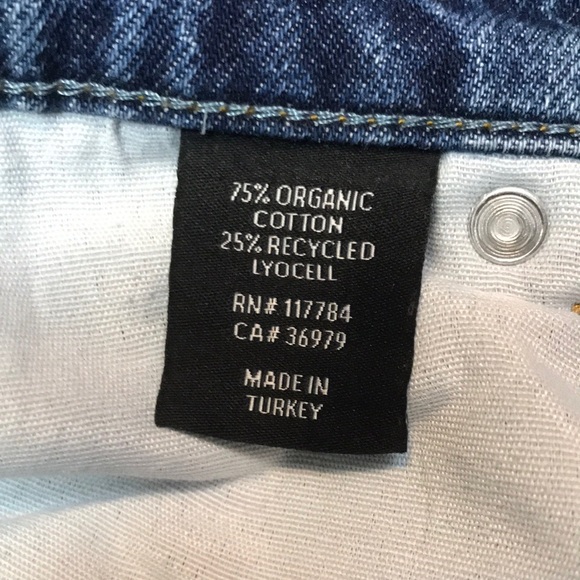 75% ORGANIC
COTTON
25% RECYCLED
LYOCELL
RN# 117784
CA# 36979
MADE IN
TURKEY